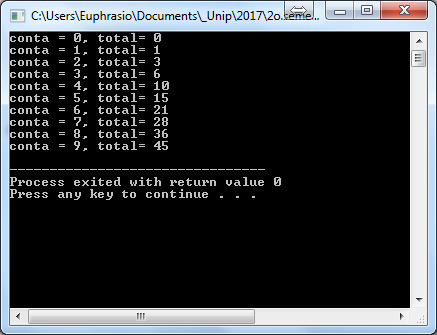 C:\Users\Euphrasio\Documents\_Unip\2017\2o.seme...
conta = 0, total= 0
conta = 1, total= 1
conta = 2, total= 3
conta = 3, total= 6
conta = 4, total= 10
conta = 5, total= 15
conta = 6, total= 21
conta = 7, total= 28
conta = 8, total= 36
conta = 9, total= 45
--------------------------------
Process exited with return value 0
Press any key to continue . . .